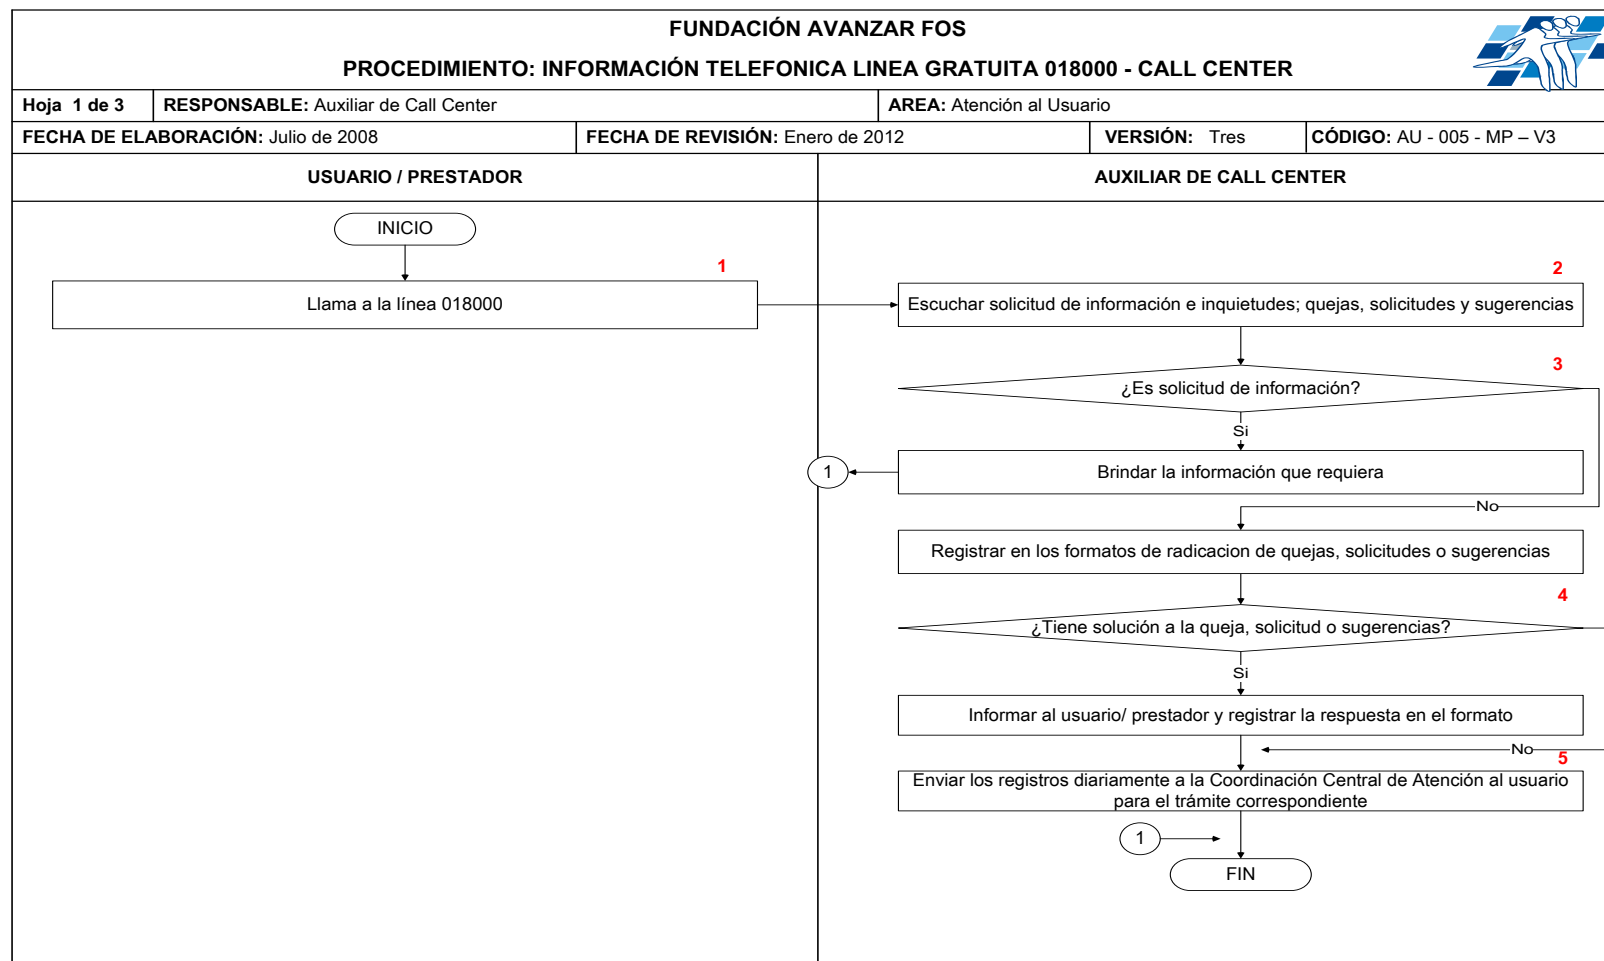 FUNDACIÓN AVANZAR FOS
PROCEDIMIENTO: INFORMACIÓN TELEFONICA LINEA GRATUITA 018000 - CALL CENTER
Hoja 1 de 3 RESPONSABLE: Auxiliar de Call Center AREA: Atención al Usuario
FECHA DE ELABORACIÓN: Julio de 2008 FECHA DE REVISIÓN: Enero de 2012 VERSIÓN: Tres CÓDIGO: AU - 005 - MP – V3
USUARIO / PRESTADOR AUXILIAR DE CALL CENTER
INICIO
1
2
Llama a la línea 018000
Escuchar solicitud de información e inquietudes; quejas, solicitudes y sugerencias
3
¿Es solicitud de información?
Si
1
Brindar la información que requiera
No
Registrar en los formatos de radicacion de quejas, solicitudes o sugerencias
4
¿Tiene solución a la queja, solicitud o sugerencias?
Si
Informar al usuario/ prestador y registrar la respuesta en el formato
No
5
Enviar los registros diariamente a la Coordinación Central de Atención al usuario
para el trámite correspondiente
1
FIN